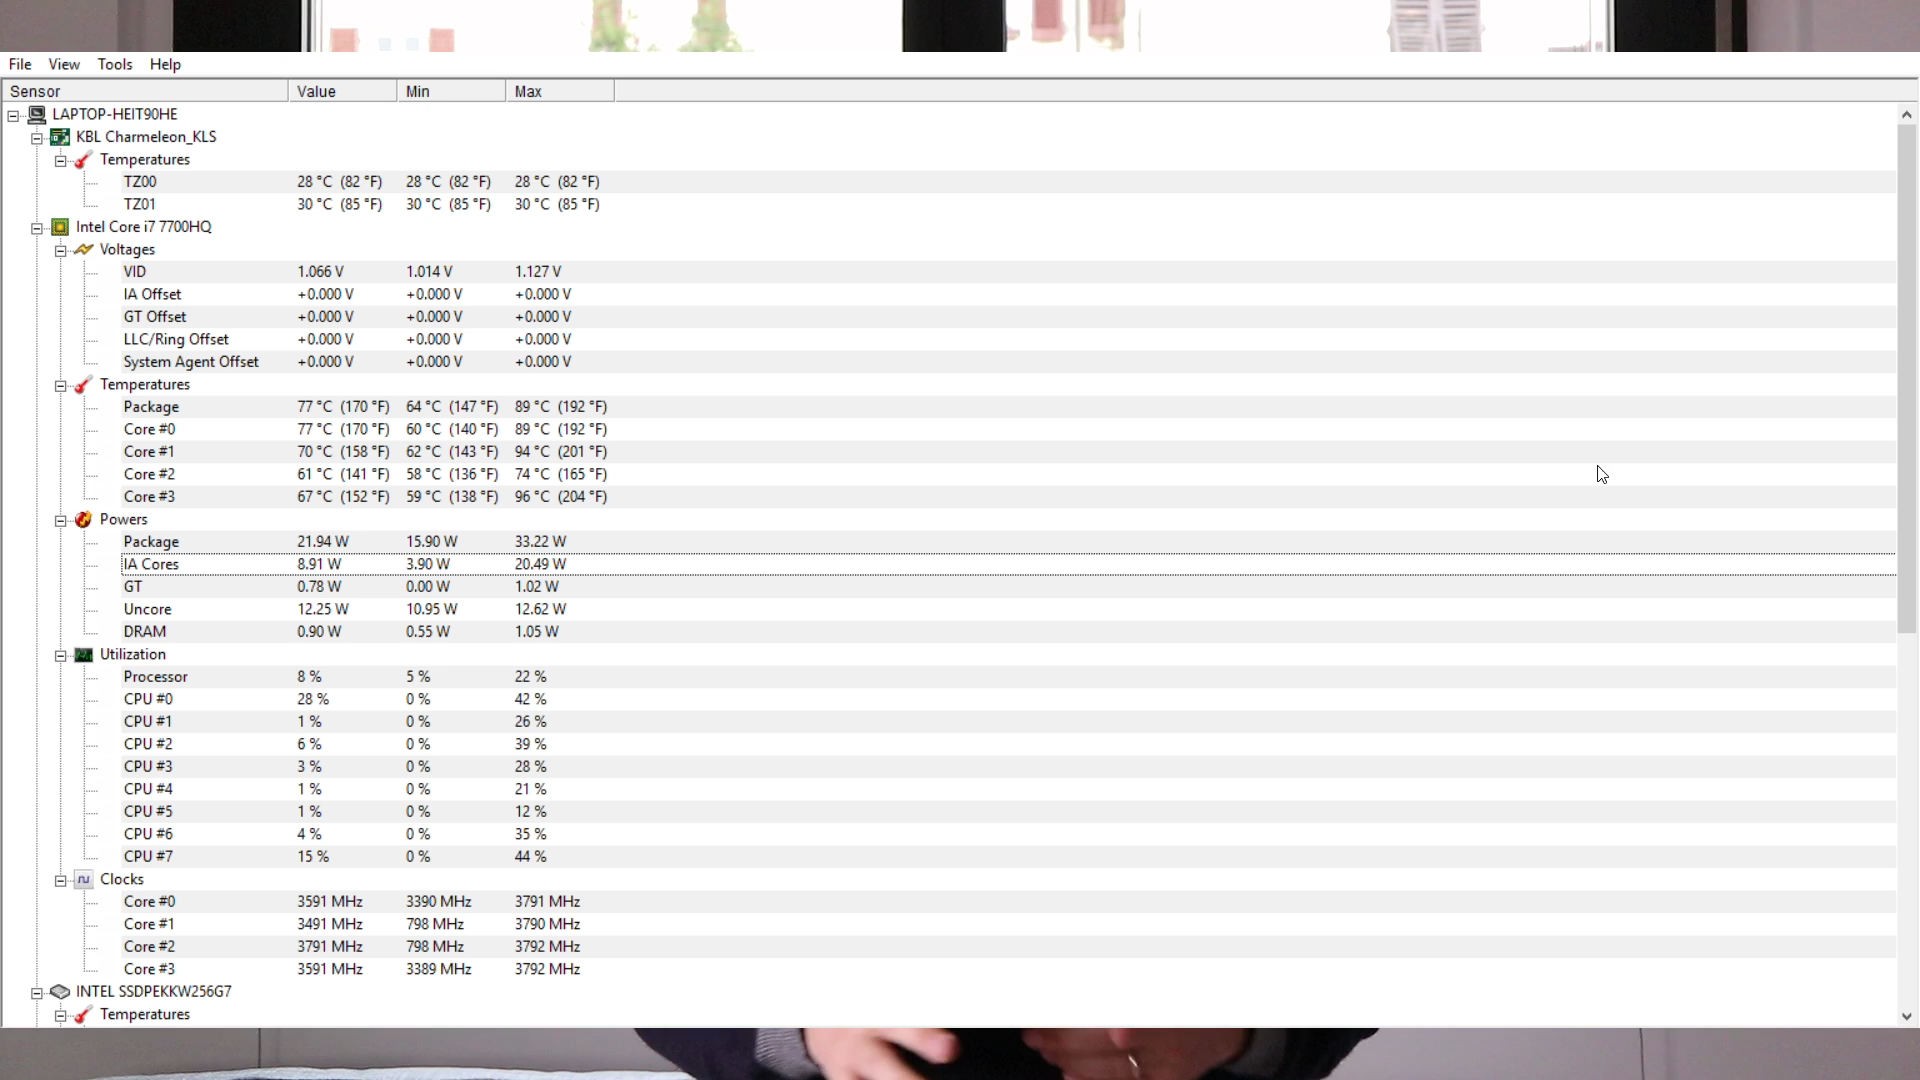 File View Tools Help
Sensor Value Min Max
LAPTOP-HEIT90HE
KBL Charmeleon_KLS
Temperatures
TZ00 28 °C (82 °F) 28 °C (82 °F) 28 °C (82 °F)
TZ01 30 °C (85 °F) 30 °C (85 °F) 30 °C (85 °F)
Intel Core i7 7700HQ
Voltages
VID 1.066 V 1.014 V 1.127 V
IA Offset +0.000 V +0.000 V +0.000 V
GT Offset +0.000 V +0.000 V +0.000 V
LLC/Ring Offset +0.000 V +0.000 V +0.000 V
System Agent Offset +0.000 V +0.000 V +0.000 V
Temperatures
Package 77 °C (170 °F) 64 °C (147 °F) 89 °C (192 °F)
Core #0 77 °C (170 °F) 60 °C (140 °F) 89 °C (192 °F)
Core #1 70 °C (158 °F) 62 °C (143 °F) 94 °C (201 °F)
Core #2 61 °C (141 °F) 58 °C (136 °F) 74 °C (165 °F)
Core #3 67 °C (152 °F) 59 °C (138 °F) 96 °C (204 °F)
Powers
Package 21.94 W 15.90 W 33.22 W
IA Cores 8.91 W 3.90 W 20.49 W
GT 0.78 W 0.00 W 1.02 W
Uncore 12.25 W 10.95 W 12.62 W
DRAM 0.90 W 0.55 W 1.05 W
Utilization
Processor 8 % 5 % 22 %
CPU #0 28 % 0 % 42 %
CPU #1 1 % 0 % 26 %
CPU #2 6 % 0 % 39 %
CPU #3 3 % 0 % 28 %
CPU #4 1 % 0 % 21 %
CPU #5 1 % 0 % 12 %
CPU #6 4 % 0 % 35 %
CPU #7 15 % 0 % 44 %
Clocks
Core #0 3591 MHz 3390 MHz 3791 MHz
Core #1 3491 MHz 798 MHz 3790 MHz
Core #2 3791 MHz 798 MHz 3792 MHz
Core #3 3591 MHz 3389 MHz 3792 MHz
INTEL SSDPEKKW256G7
Temperatures